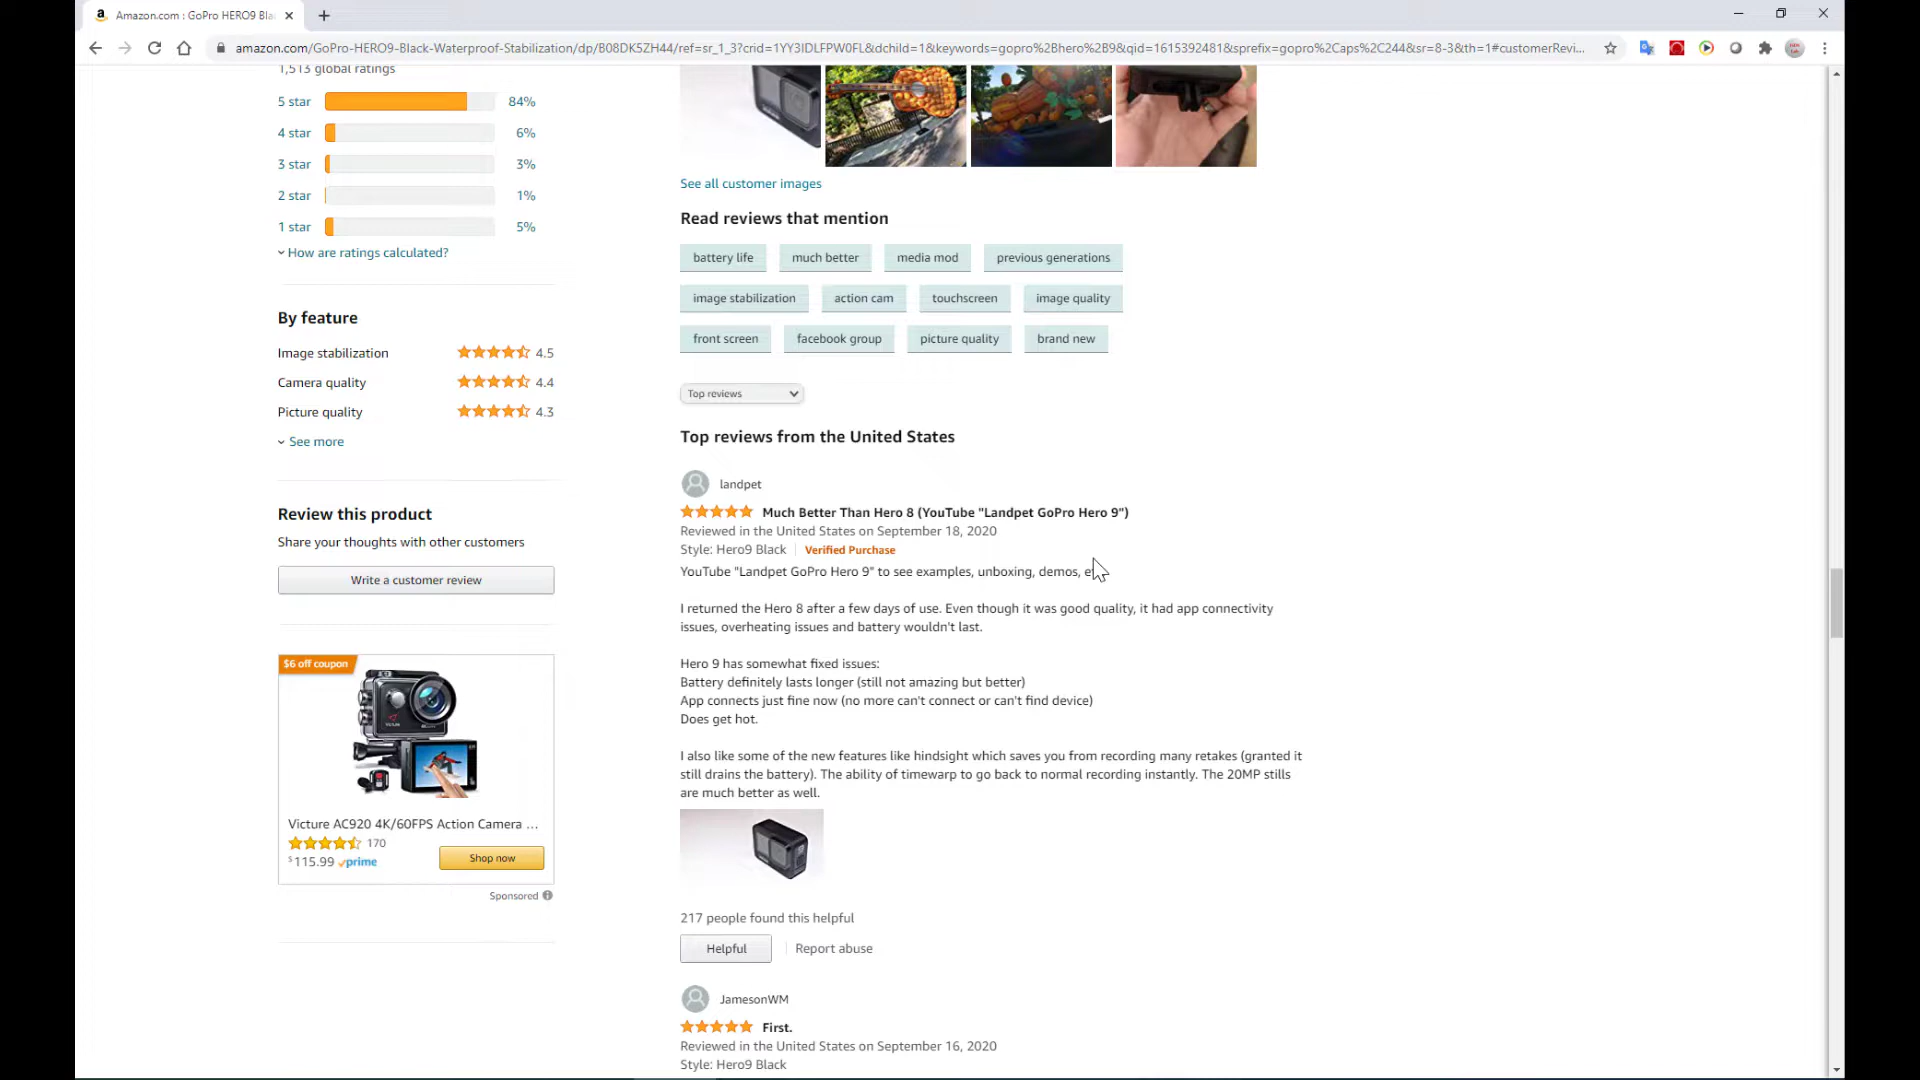 Amazon.com : GoPro HERO9 Bla
amazon.com/GoPro-HERO9-Black-Waterproof-Stabilization/dp/B08DK5ZH44/ref=sr_1_3?crid=1YY3IDLFPW0FL&dchild=1&keywords=gopro%2Bhero%2B9&qid=1615392481&sprefix=gopro%2Caps%2C244&sr=8-3&th=1#customerRevi...
1,513 global ratings
5 star 84%
4 star 6%
3 star 3%
2 star 1%
1 star 5%
How are ratings calculated?
By feature
Image stabilization 4.5
Camera quality 4.4
Picture quality 4.3
See more
Review this product
Share your thoughts with other customers
Write a customer review
$6 off coupon
Victure AC920 4K/60FPS Action Camera ...
170
$115.99 prime
Shop now
Sponsored
See all customer images
Read reviews that mention
battery life much better media mod previous generations
image stabilization action cam touchscreen image quality
front screen facebook group picture quality brand new
Top reviews
Top reviews from the United States
landpet
Much Better Than Hero 8 (YouTube "Landpet GoPro Hero 9")
Reviewed in the United States on September 18, 2020
Style: Hero9 Black Verified Purchase
YouTube "Landpet GoPro Hero 9" to see examples, unboxing, demos,
I returned the Hero 8 after a few days of use. Even though it was good quality, it had app connectivity
issues, overheating issues and battery wouldn't last.
Hero 9 has somewhat fixed issues:
Battery definitely lasts longer (still not amazing but better)
App connects just fine now (no more can't connect or can't find device)
Does get hot.
I also like some of the new features like hindsight which saves you from recording many retakes (granted it
still drains the battery). The ability of timewarp to go back to normal recording instantly. The 20MP stills
are much better as well.
217 people found this helpful
Helpful Report abuse
JamesonWM
First.
Reviewed in the United States on September 16, 2020
Style: Hero9 Black